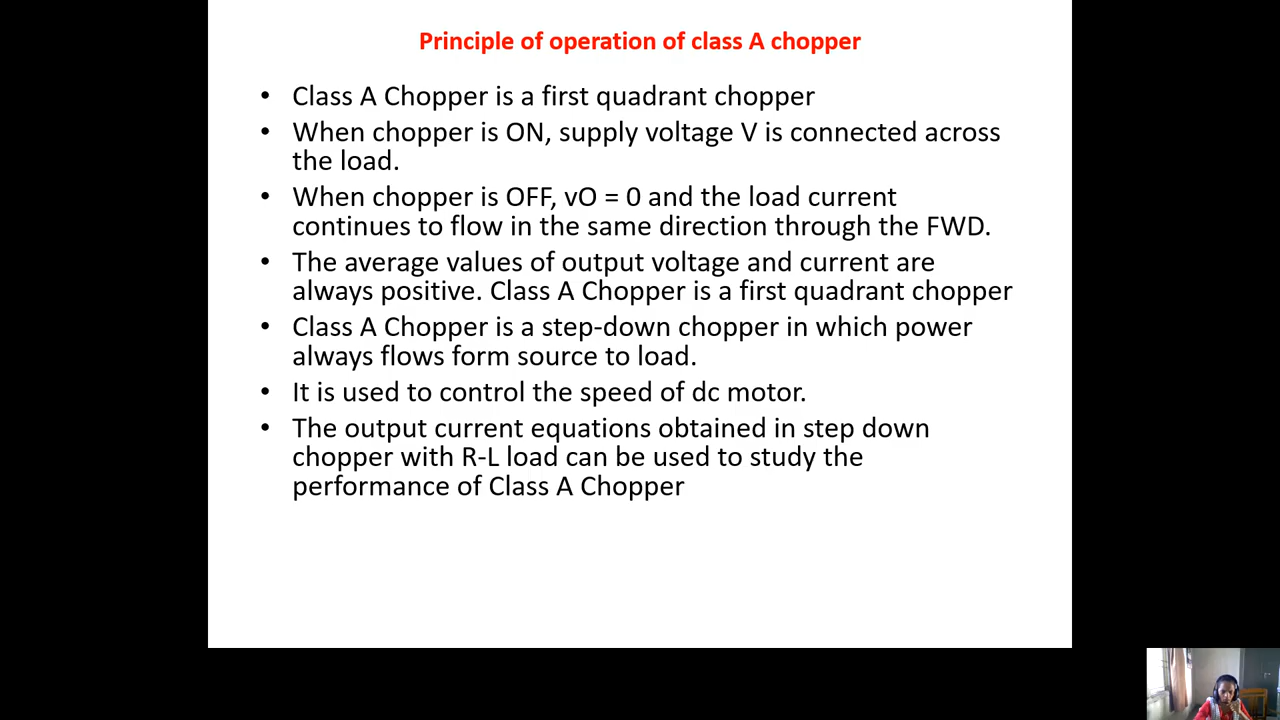 Principle of operation of class A chopper
• Class A Chopper is a first quadrant chopper
• When chopper is ON, supply voltage V is connected across
the load.
• When chopper is OFF, vO = 0 and the load current
continues to flow in the same direction through the FWD.
• The average values of output voltage and current are
always positive. Class A Chopper is a first quadrant chopper
• Class A Chopper is a step-down chopper in which power
always flows form source to load.
• It is used to control the speed of dc motor.
• The output current equations obtained in step down
chopper with R-L load can be used to study the
performance of Class A Chopper